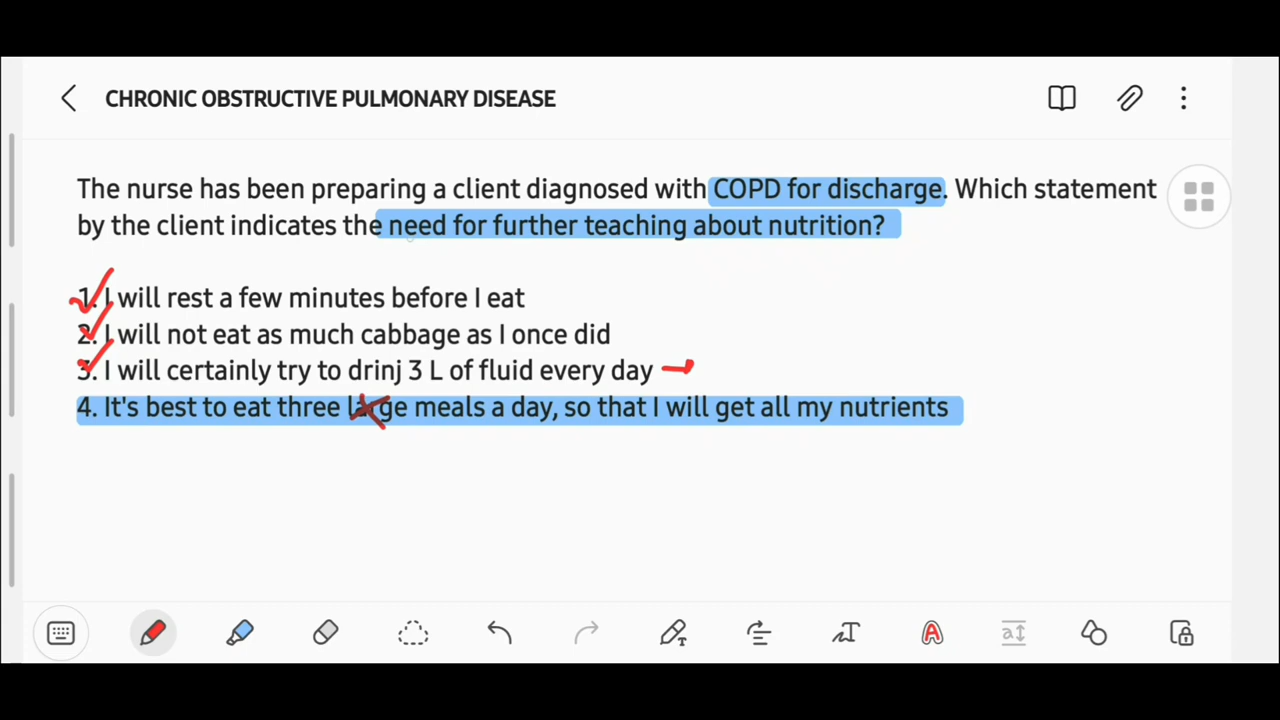 CHRONIC OBSTRUCTIVE PULMONARY DISEASE
The nurse has been preparing a client diagnosed with COPD for discharge. Which statement
by the client indicates the need for further teaching about nutrition?
1. I will rest a few minutes before I eat
2. I will not eat as much cabbage as I once did
3. I will certainly try to drinj 3 L of fluid every day
4. It's best to eat three large meals a day, so that I will get all my nutrients